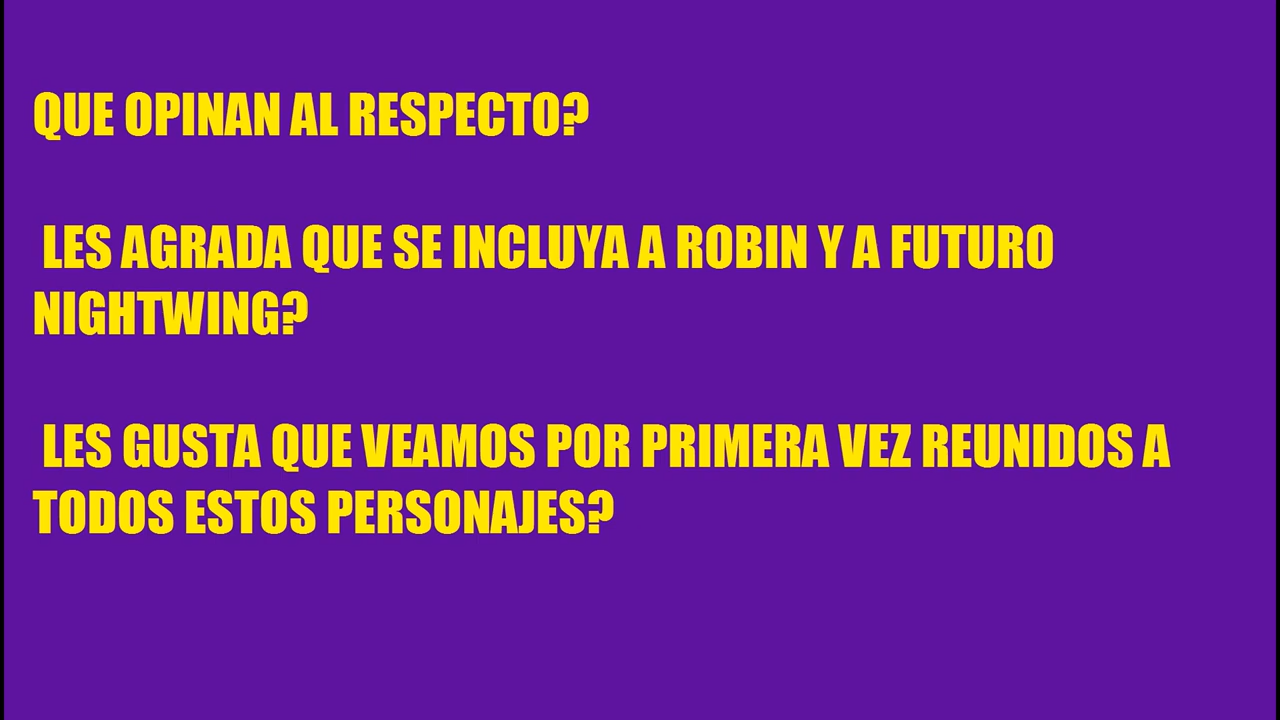 QUE OPINAN AL RESPECTO?
LES AGRADA QUE SE INCLUYA A ROBIN Y A FUTURO
NIGHTWING?
LES GUSTA QUE VEAMOS POR PRIMERA VEZ REUNIDOS A
TODOS ESTOS PERSONAJES?